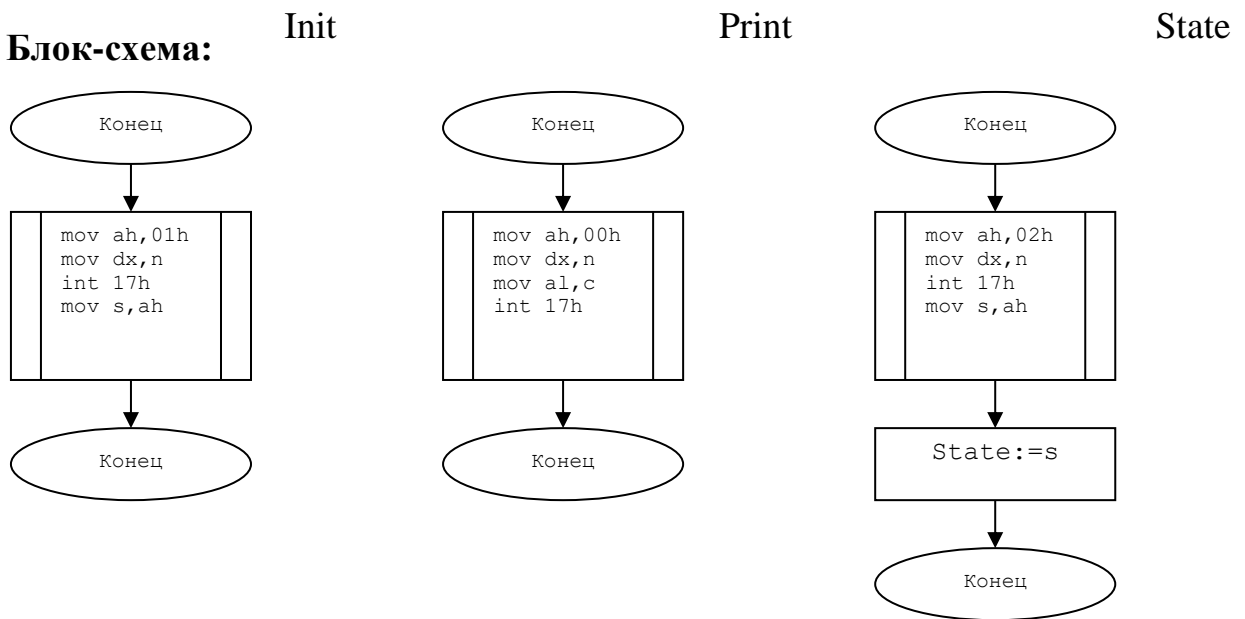 Init
Print
State
Блок-схема:
Конец
mov ah,01h
mov dx,n
int 17h
mov s,ah
Конец
Конец
mov ah,00h
mov dx,n
mov al,c
int 17h
Конец
Конец
mov ah,02h
mov dx,n
int 17h
mov s,ah
State:=s
Конец